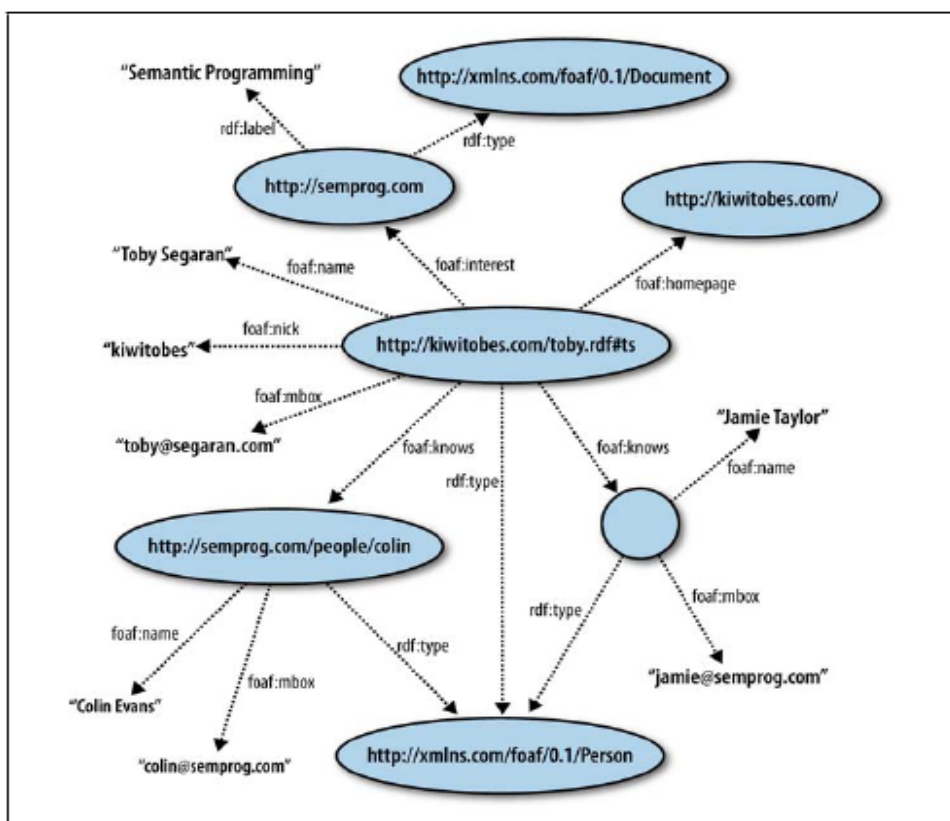 “Semantic Programming”
http://xmlns.com/foaf/0.1/Document
rdf:label
rdf:type
http://semprog.com
http://kiwitobes.com/
“Toby Segaran”
foaf:name
foaf:interest
foaf:homepage
foaf:nick
“kiwitobes”
http://kiwitobes.com/toby.rdf#ts
foaf:mbox
“Jamie Taylor”
“toby@segaran.com”
foaf:knows
foaf:knows
foaf:name
rdf:type
http://semprog.com/people/colin
foaf:mbox
foaf:name
rdf:type
rdf:type
foaf:mbox
“jamie@semprog.com”
“Colin Evans”
http://xmlns.com/foaf/0.1/Person
“colin@semprog.com”